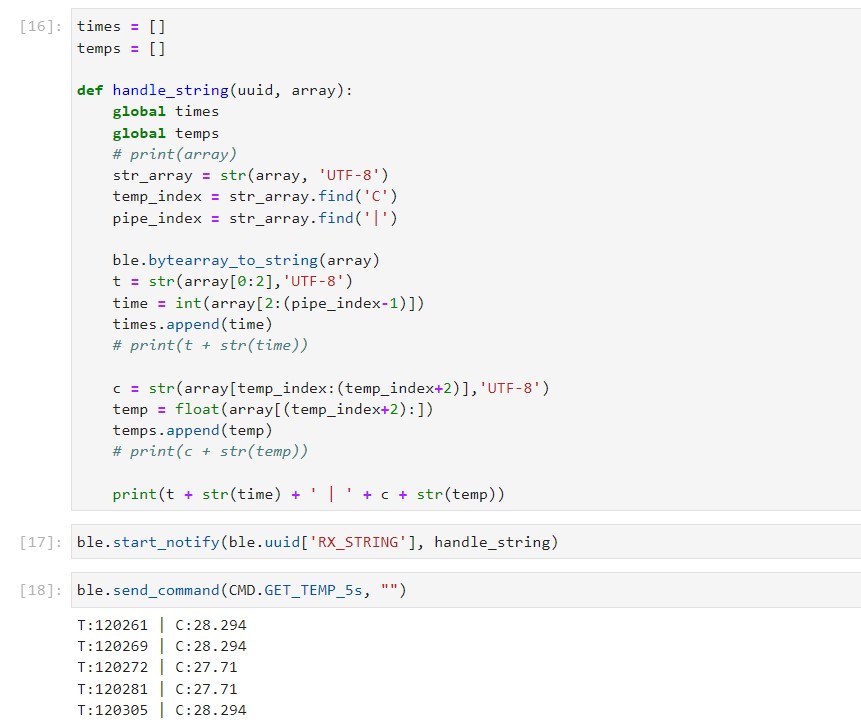 [16]: times = []
temps = []
def handle_string(uuid, array):
    global times
    global temps
    # print(array)
    str_array = str(array, 'UTF-8')
    temp_index = str_array.find('C')
    pipe_index = str_array.find('|')
    ble.bytearray_to_string(array)
    t = str(array[0:2],'UTF-8')
    time = int(array[2:(pipe_index-1)])
    times.append(time)
    # print(t + str(time))
    c = str(array[temp_index:(temp_index+2)],'UTF-8')
    temp = float(array[(temp_index+2):])
    temps.append(temp)
    # print(c + str(temp))
    print(t + str(time) + ' | ' + c + str(temp))
[17]: ble.start_notify(ble.uuid['RX_STRING'], handle_string)
[18]: ble.send_command(CMD.GET_TEMP_5s, "")
T:120261 | C:28.294
T:120269 | C:28.294
T:120272 | C:27.71
T:120281 | C:27.71
T:120305 | C:28.294